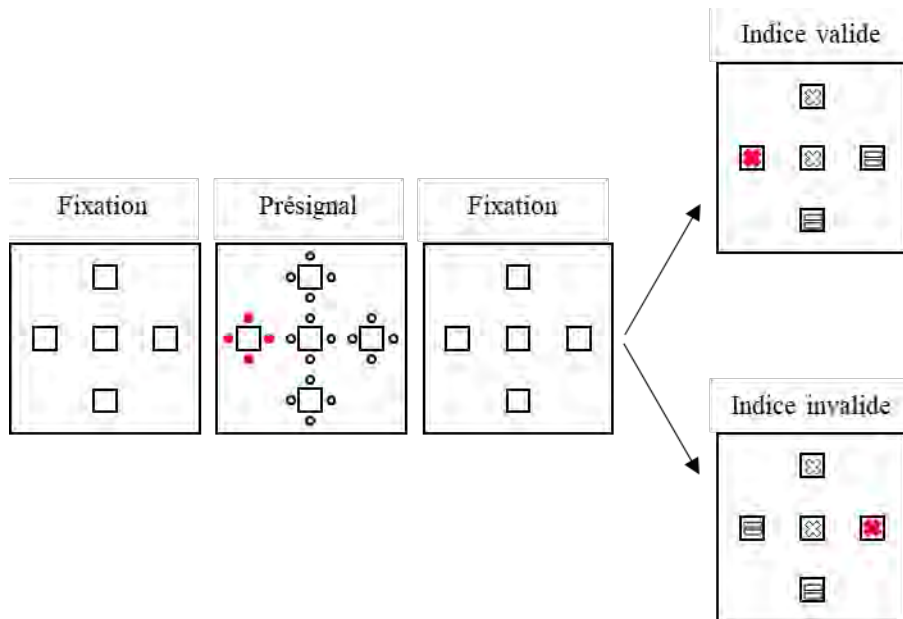 Indice valide
Fixation
Présignal
Fixation
Indice invalide